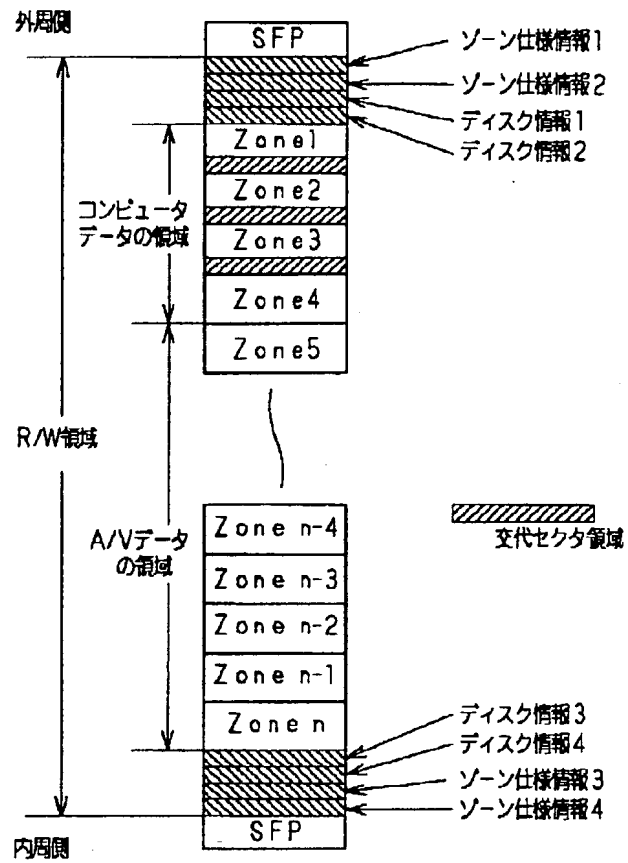 外周側
SFP
ゾーン仕様情報1
ゾーン仕様情報2
ディスク情報1
ディスク情報2
Zone1
Zone2
Zone3
Zone4
Zone5
コンピュータ
データの領域
R/W領域
A/Vデータ
の領域
Zone n-4
Zone n-3
Zone n-2
Zone n-1
Zone n
交代セクタ領域
ディスク情報3
ディスク情報4
ゾーン仕様情報3
ゾーン仕様情報4
SFP
内周側